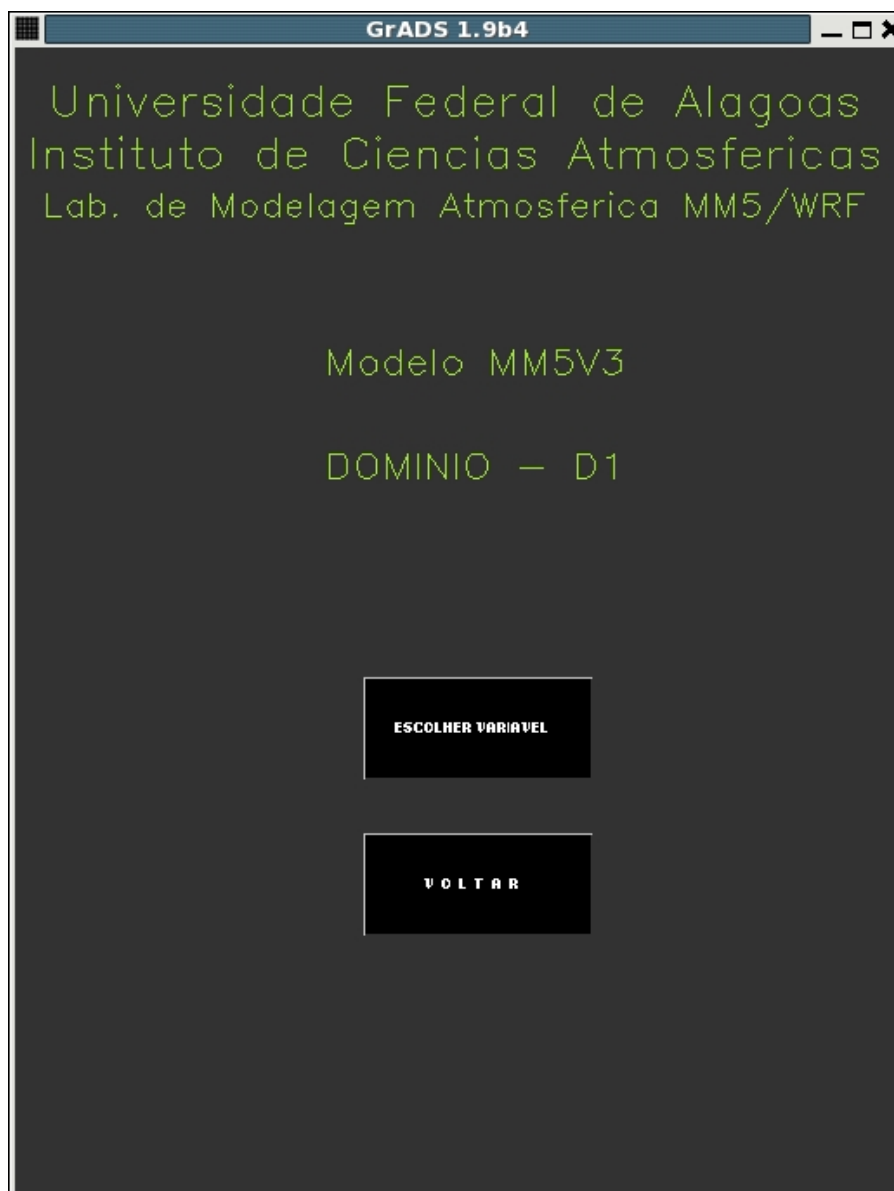 GrADS 1.9b4
Universidade Federal de Alagoas
Instituto de Ciencias Atmosfericas
Lab. de Modelagem Atmosferica MM5/WRF
Modelo MM5V3
DOMINIO – D1
ESCOLHER VARIAVEL
VOLTAR